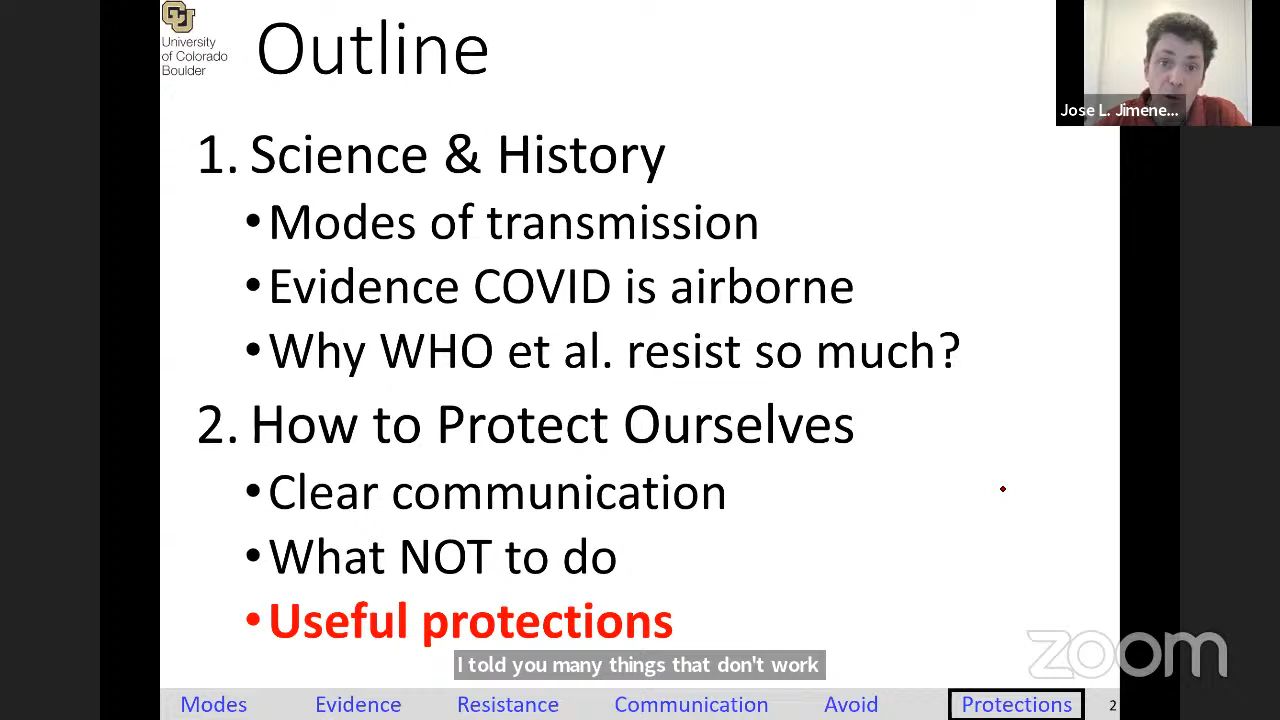 University
of Colorado
Boulder
Outline
Jose L. Jimene...
1. Science & History
•Modes of transmission
•Evidence COVID is airborne
•Why WHO et al. resist so much?
2. How to Protect Ourselves
•Clear communication
•What NOT to do
•Useful protections
I told you many things that don't work
zoom
Modes Evidence Resistance Communication Avoid Protections 2